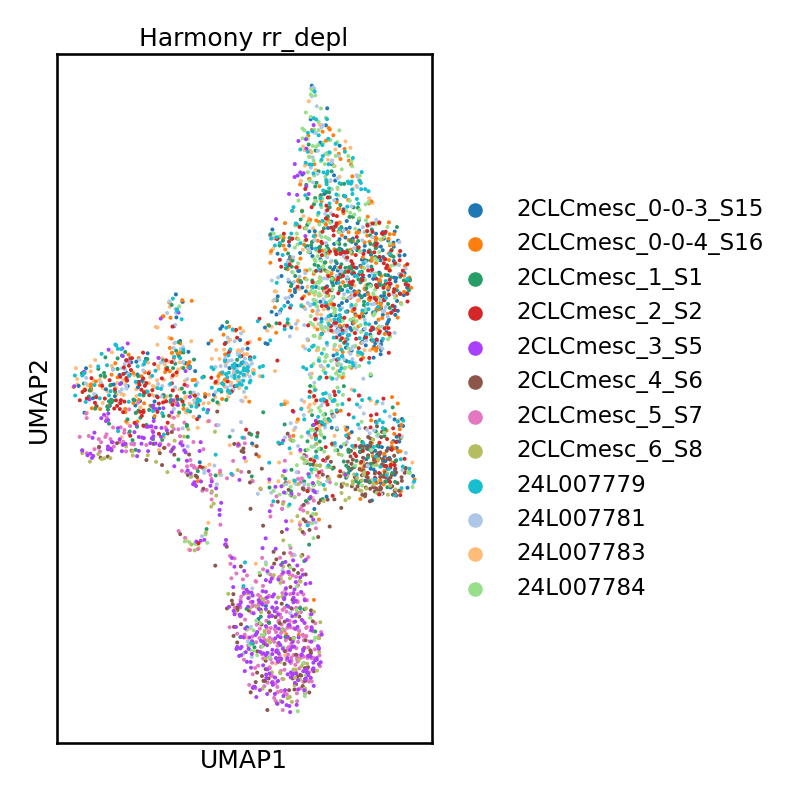 Harmony rr_depl
2CLCmesc_0-0-3_S15
2CLCmesc_0-0-4_S16
2CLCmesc_1_S1
2CLCmesc_2_S2
2CLCmesc_3_S5
2CLCmesc_4_S6
2CLCmesc_5_S7
2CLCmesc_6_S8
24L007779
24L007781
24L007783
24L007784
UMAP2
UMAP1